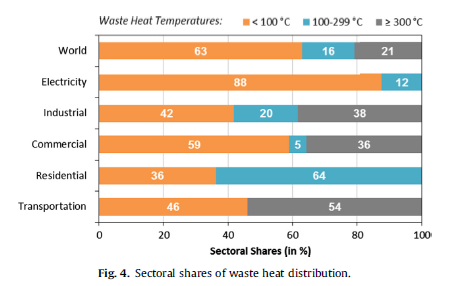 Waste Heat Temperatures: < 100 °C 100-299 °C ≥ 300 °C
World 63 16 21
Electricity 88 12
Industrial 42 20 38
Commercial 59 5 36
Residential 36 64
Transportation 46 54
0 20 40 60 80 100
Sectoral Shares (in %)
Fig. 4. Sectoral shares of waste heat distribution.